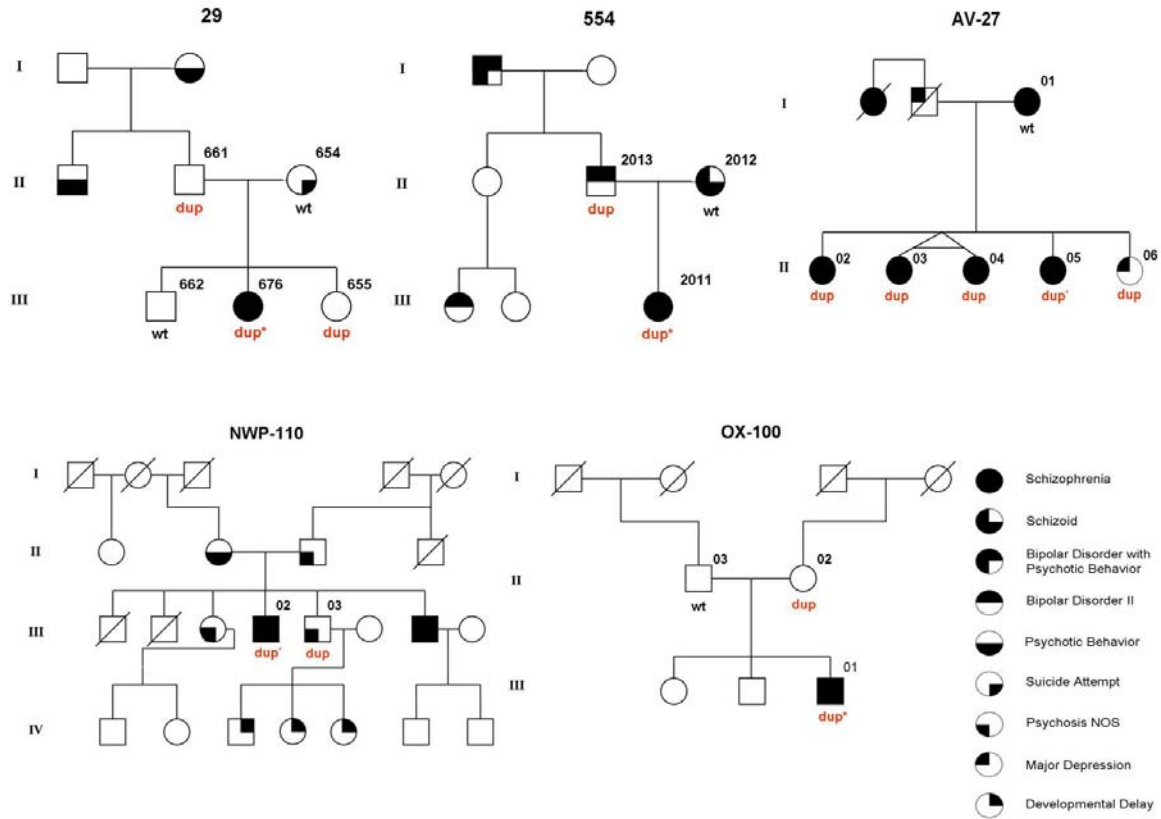 29
554
AV-27
I
I
I
01
wt
II
661
654
dup
wt
II
2013
2012
dup
wt
II
02
03
04
05
06
dup
dup
dup
dup*
dup
III
662
676
655
wt
dup*
dup
III
2011
dup*
NWP-110
OX-100
I
I
II
II
03
02
wt
dup
III
02
03
dup*
dup
III
01
dup*
IV
Schizophrenia
Schizoid
Bipolar Disorder with
Psychotic Behavior
Bipolar Disorder II
Psychotic Behavior
Suicide Attempt
Psychosis NOS
Major Depression
Developmental Delay